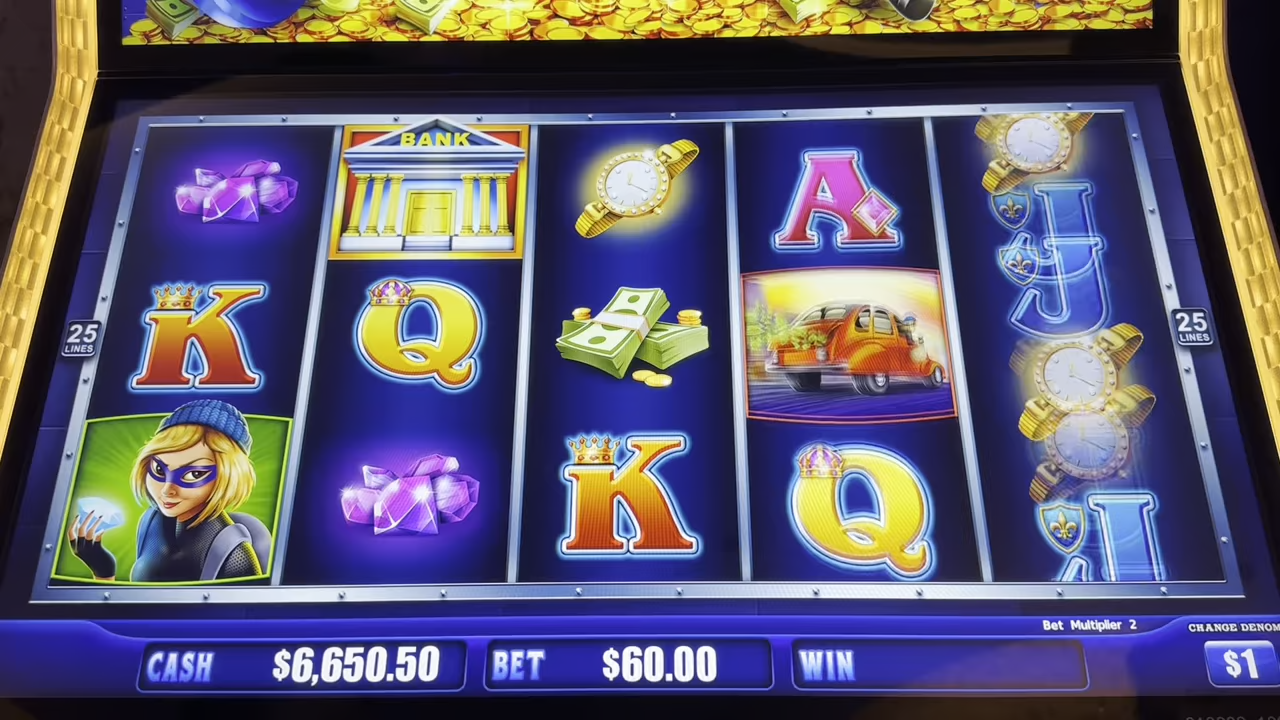 BANK
A
J
J
25
LINES
K
Q
25
LINES
K
Q
J
Bet Multiplier 2
CHANGE DENOM
CASH $6,650.50
BET $60.00
WIN
$1